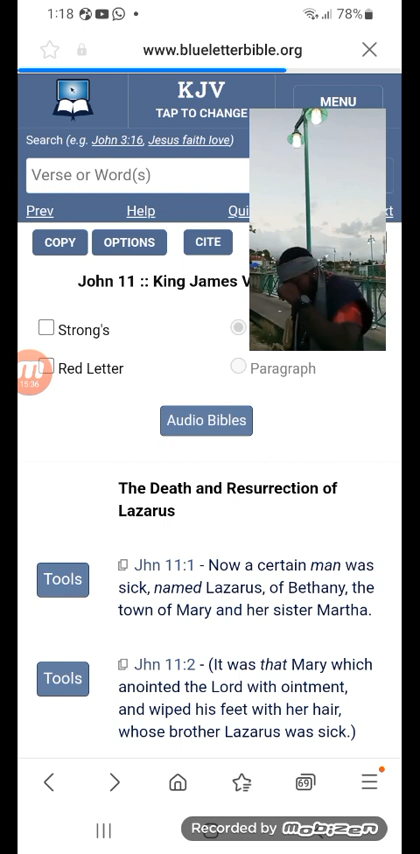 1:18 78%
www.blueletterbible.org
KJV
TAP TO CHANGE
MENU
Search (e.g. John 3:16, Jesus faith love)
Verse or Word(s)
Prev Help
COPY OPTIONS CITE
John 11 :: King James
Strong's
Red Letter Paragraph
15:36
Audio Bibles
The Death and Resurrection of
Lazarus
Tools
Jhn 11:1 - Now a certain man was
sick, named Lazarus, of Bethany, the
town of Mary and her sister Martha.
Tools
Jhn 11:2 - (It was that Mary which
anointed the Lord with ointment,
and wiped his feet with her hair,
whose brother Lazarus was sick.)
69
Recorded by mobizen